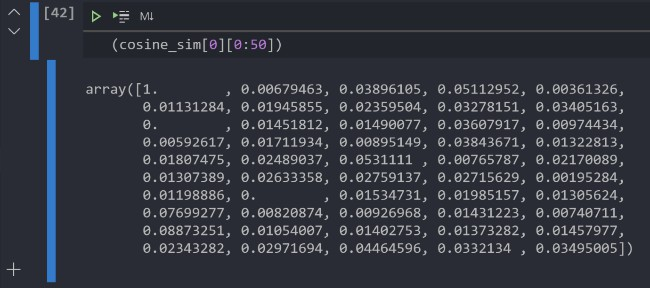 [42]
M↓
(cosine_sim[0][0:50])
array([1.        , 0.00679463, 0.03896105, 0.05112952, 0.00361326,
       0.01131284, 0.01945855, 0.02359504, 0.03278151, 0.03405163,
       0.        , 0.01451812, 0.01490077, 0.03607917, 0.00974434,
       0.00592617, 0.01711934, 0.00895149, 0.03843671, 0.01322813,
       0.01807475, 0.02489037, 0.0531111 , 0.00765787, 0.02170089,
       0.01307389, 0.02633358, 0.02759137, 0.02715629, 0.00195284,
       0.01198886, 0.        , 0.01534731, 0.01985157, 0.01305624,
       0.07699277, 0.00820874, 0.00926968, 0.01431223, 0.00740711,
       0.08873251, 0.01054007, 0.01402753, 0.01373282, 0.01457977,
       0.02343282, 0.02971694, 0.04464596, 0.0332134 , 0.03495005])